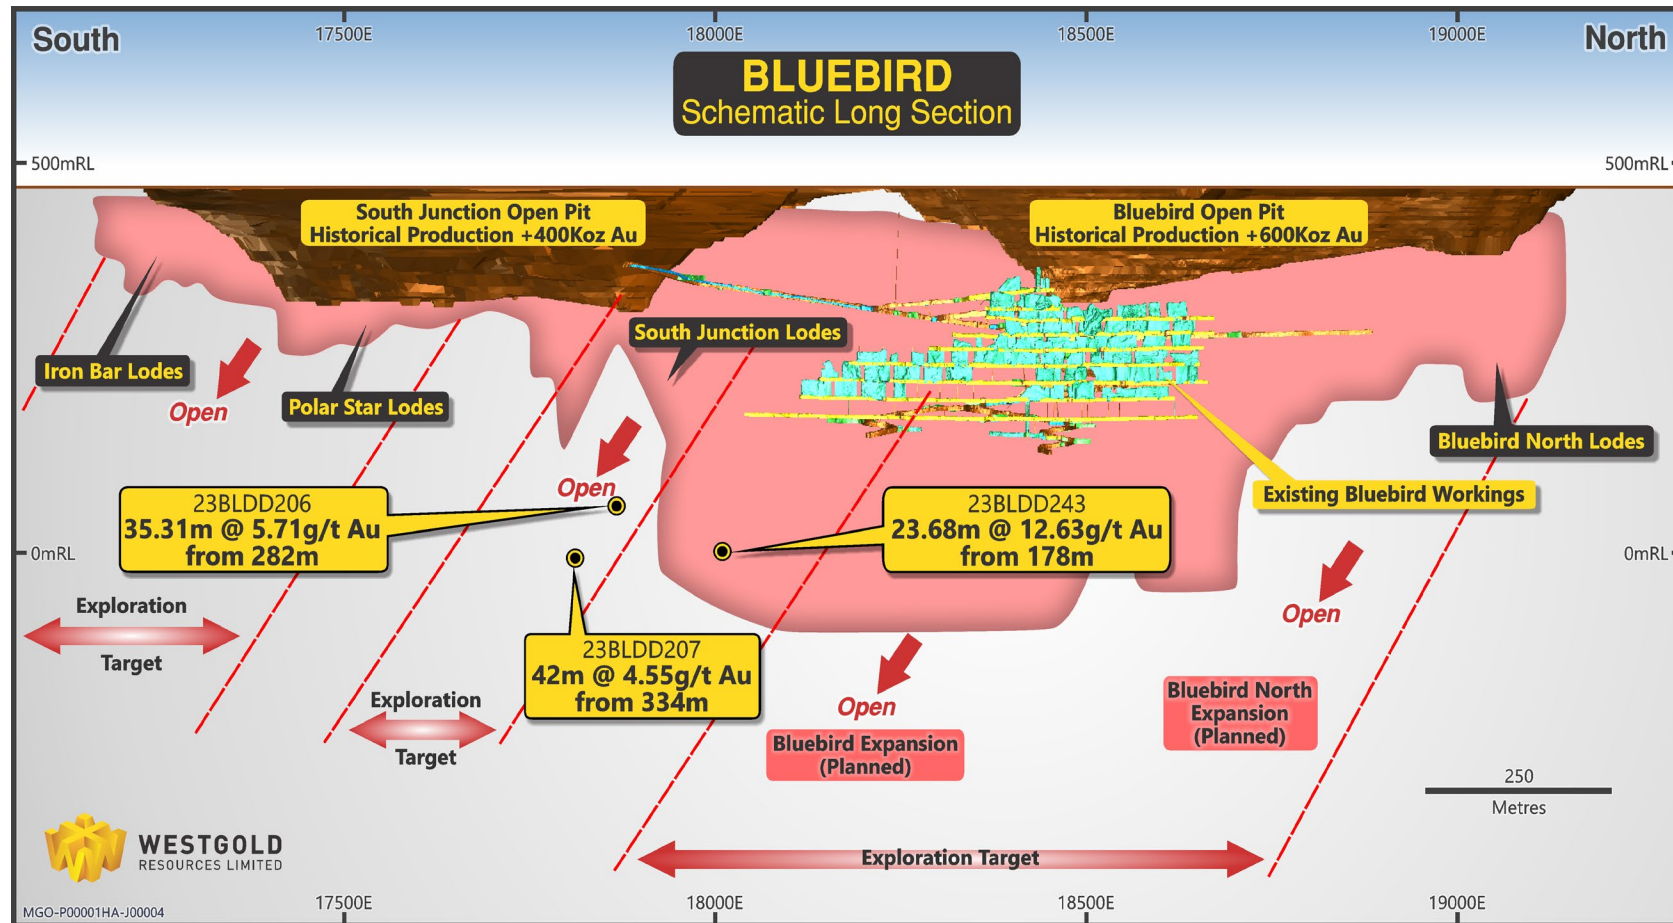 South
17500E
18000E
18500E
19000E
North
BLUEBIRD
Schematic Long Section
500mRL
500mRL
South Junction Open Pit
Historical Production +400Koz Au
Bluebird Open Pit
Historical Production +600Koz Au
South Junction Lodes
Iron Bar Lodes
Open
Polar Star Lodes
Bluebird North Lodes
Open
Existing Bluebird Workings
23BLDD206
35.31m @ 5.71g/t Au
from 282m
23BLDD243
23.68m @ 12.63g/t Au
from 178m
0mRL
0mRL
Exploration
Target
Open
23BLDD207
42m @ 4.55g/t Au
from 334m
Exploration
Target
Open
Bluebird Expansion
(Planned)
Bluebird North
Expansion
(Planned)
250
Metres
WESTGOLD
RESOURCES LIMITED
Exploration Target
MGO-P00001HA-J00004
17500E
18000E
18500E
19000E